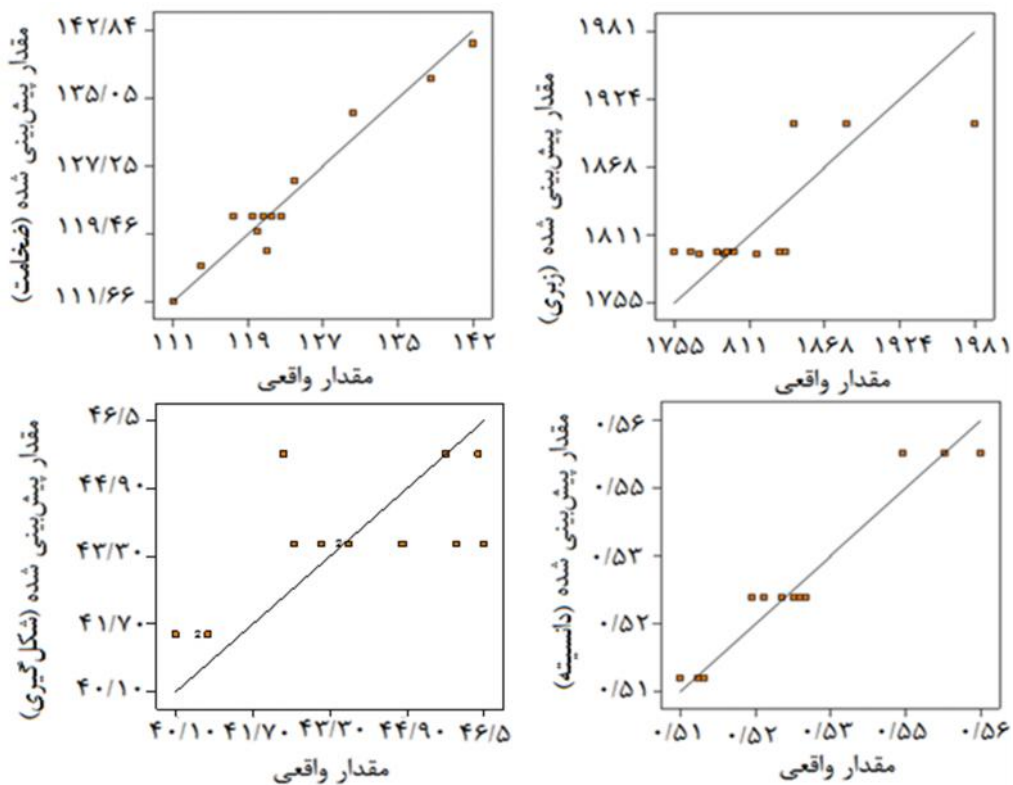 مقدار پیش‌بینی شده (ضخامت)
۱۴۲/۸۴
۱۳۵/۰۵
۱۲۷/۲۵
۱۱۹/۴۶
۱۱۱/۶۶
۱۱۱ ۱۱۹ ۱۲۷ ۱۳۵ ۱۴۲
مقدار واقعی
مقدار پیش‌بینی شده (زبری)
۱۹۸۱
۱۹۲۴
۱۸۶۸
۱۸۱۱
۱۷۵۵
۱۷۵۵ ۸۱۱ ۱۸۶۸ ۱۹۲۴ ۱۹۸۱
مقدار واقعی
مقدار پیش‌بینی شده (شکل‌گیری)
۴۶/۵
۴۴/۹۰
۴۳/۳۰
۴۱/۷۰
۴۰/۱۰
۴۰/۱۰ ۴۱/۷۰ ۴۳/۳۰ ۴۴/۹۰ ۴۶/۵
مقدار واقعی
مقدار پیش‌بینی شده (دانسیته)
۰/۵۶
۰/۵۵
۰/۵۳
۰/۵۲
۰/۵۱
۰/۵۱ ۰/۵۲ ۰/۵۳ ۰/۵۵ ۰/۵۶
مقدار واقعی